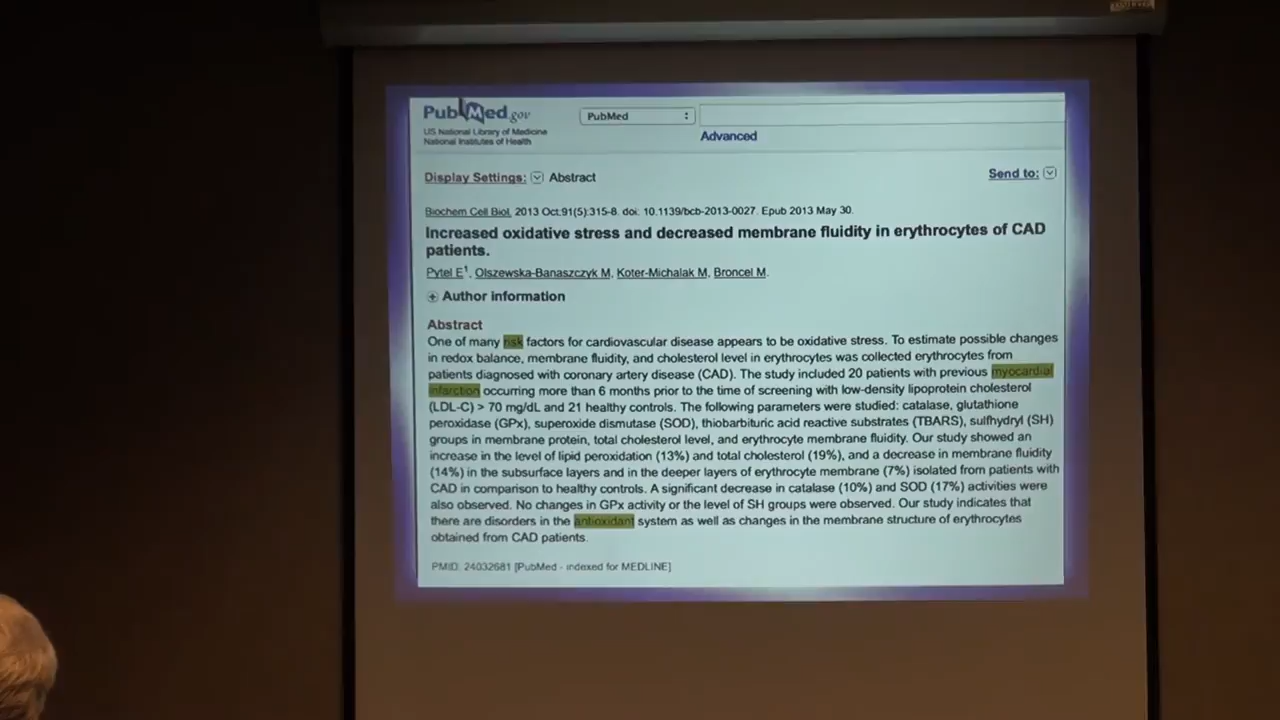 PubMed.gov
US National Library of Medicine
National Institutes of Health
PubMed
Advanced
Display Settings: Abstract
Send to:
Biochem Cell Biol. 2013 Oct;91(5):315-8. doi: 10.1139/bcb-2013-0027. Epub 2013 May 30.
Increased oxidative stress and decreased membrane fluidity in erythrocytes of CAD
patients.
Pytel E1, Olszewska-Banaszczyk M, Koter-Michalak M, Broncel M.
Author information
Abstract
One of many risk factors for cardiovascular disease appears to be oxidative stress. To estimate possible changes
in redox balance, membrane fluidity, and cholesterol level in erythrocytes was collected erythrocytes from
patients diagnosed with coronary artery disease (CAD). The study included 20 patients with previous myocardial
infarction occurring more than 6 months prior to the time of screening with low-density lipoprotein cholesterol
(LDL-C) > 70 mg/dL and 21 healthy controls. The following parameters were studied: catalase, glutathione
peroxidase (GPx), superoxide dismutase (SOD), thiobarbituric acid reactive substrates (TBARS), sulfhydryl (SH)
groups in membrane protein, total cholesterol level, and erythrocyte membrane fluidity. Our study showed an
increase in the level of lipid peroxidation (13%) and total cholesterol (19%), and a decrease in membrane fluidity
(14%) in the subsurface layers and in the deeper layers of erythrocyte membrane (7%) isolated from patients with
CAD in comparison to healthy controls. A significant decrease in catalase (10%) and SOD (17%) activities were
also observed. No changes in GPx activity or the level of SH groups were observed. Our study indicates that
there are disorders in the antioxidant system as well as changes in the membrane structure of erythrocytes
obtained from CAD patients.
PMID: 24032681 [PubMed - indexed for MEDLINE]